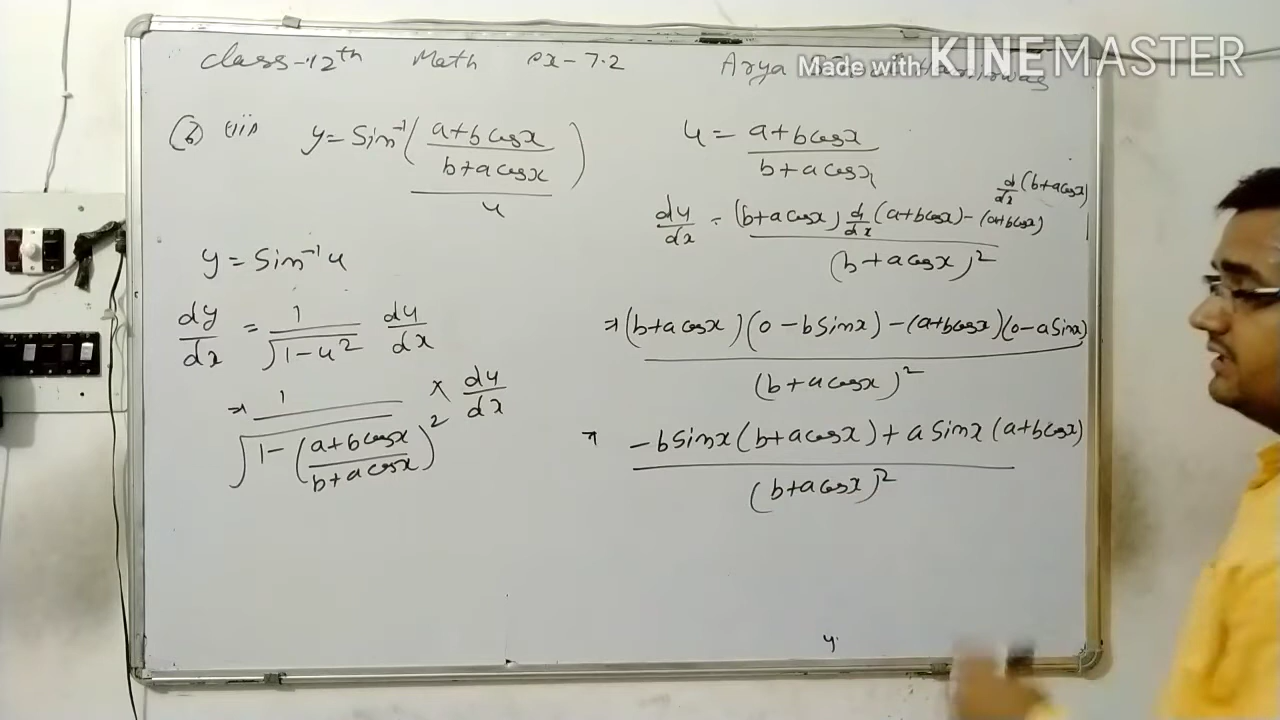 class-12th Math ex-7.2 Arya
Made with KINEMASTER
(6) (ii) y = Sin⁻¹(a+b cosx / b+a cosx)
u
y = Sin⁻¹u
dy/dx = 1/√(1-u²) du/dx
⇒ 1/√(1-(a+b cosx / b+a cosx)²) × du/dx
u = a+b cosx / b+a cosx
du/dx = (b+a cosx) d/dx (a+b cosx) - (a+b cosx) d/dx (b+a cosx) / (b+a cosx)²
⇒ (b+a cosx)(0-b Sinx) - (a+b cosx)(0-a Sinx) / (b+a cosx)²
⇒ -b Sinx (b+a cosx) + a Sinx (a+b cosx) / (b+a cosx)²